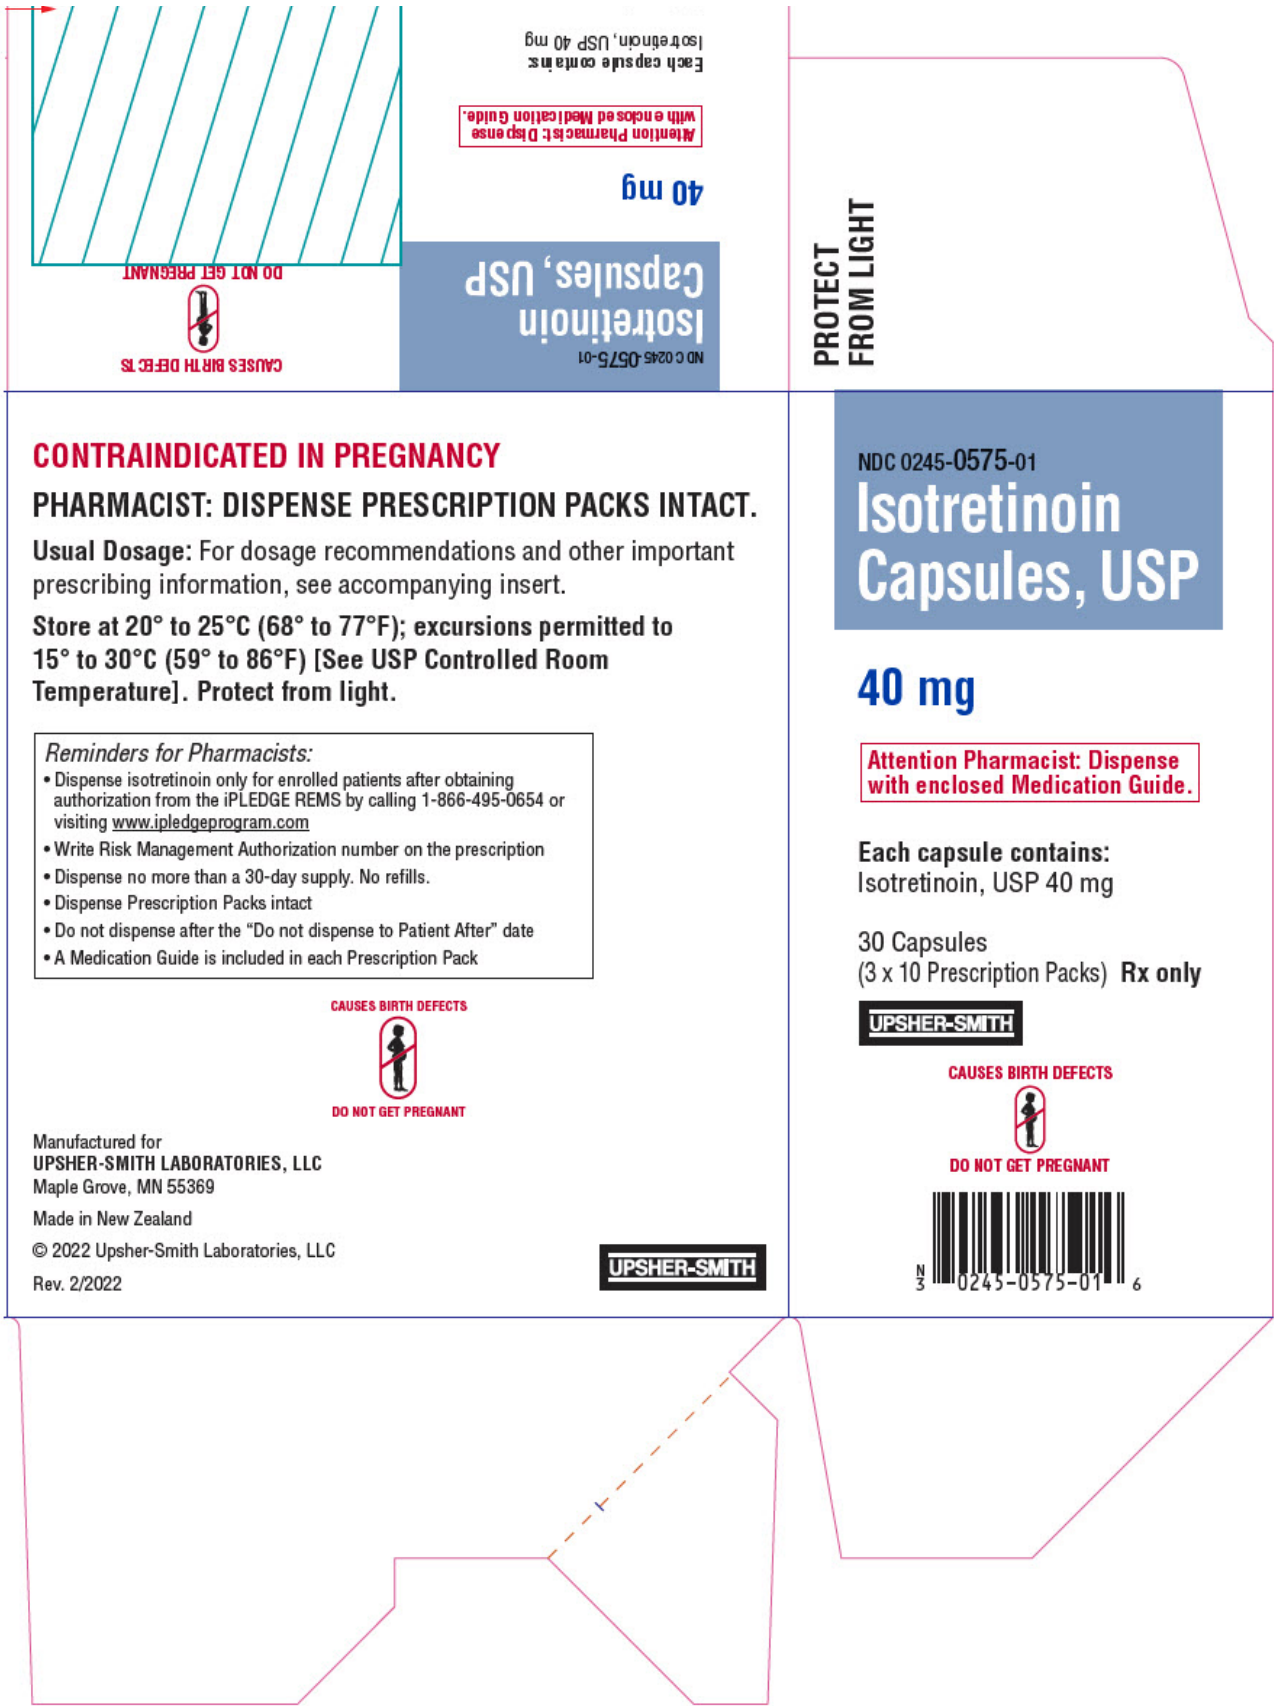 Isotretinoin, USP 40 mg
Each capsule contains:
Attention Pharmacist: Dispense
with enclosed Medication Guide.
40 mg
NDC 0245-0575-01
Isotretinoin
Capsules, USP
CAUSES BIRTH DEFECTS
DO NOT GET PREGNANT
PROTECT
FROM LIGHT
CONTRAINDICATED IN PREGNANCY
PHARMACIST: DISPENSE PRESCRIPTION PACKS INTACT.
Usual Dosage: For dosage recommendations and other important
prescribing information, see accompanying insert.
Store at 20° to 25°C (68° to 77°F); excursions permitted to
15° to 30°C (59° to 86°F) [See USP Controlled Room
Temperature]. Protect from light.
Reminders for Pharmacists:
• Dispense isotretinoin only for enrolled patients after obtaining
authorization from the iPLEDGE REMS by calling 1-866-495-0654 or
visiting www.ipledgeprogram.com
• Write Risk Management Authorization number on the prescription
• Dispense no more than a 30-day supply. No refills.
• Dispense Prescription Packs intact
• Do not dispense after the “Do not dispense to Patient After” date
• A Medication Guide is included in each Prescription Pack
CAUSES BIRTH DEFECTS
DO NOT GET PREGNANT
Manufactured for
UPSHER-SMITH LABORATORIES, LLC
Maple Grove, MN 55369
Made in New Zealand
© 2022 Upsher-Smith Laboratories, LLC
Rev. 2/2022
UPSHER-SMITH
NDC 0245-0575-01
Isotretinoin
Capsules, USP
40 mg
Attention Pharmacist: Dispense
with enclosed Medication Guide.
Each capsule contains:
Isotretinoin, USP 40 mg
30 Capsules
(3 x 10 Prescription Packs) Rx only
UPSHER-SMITH
CAUSES BIRTH DEFECTS
DO NOT GET PREGNANT
N
3 0245-0575-01 6